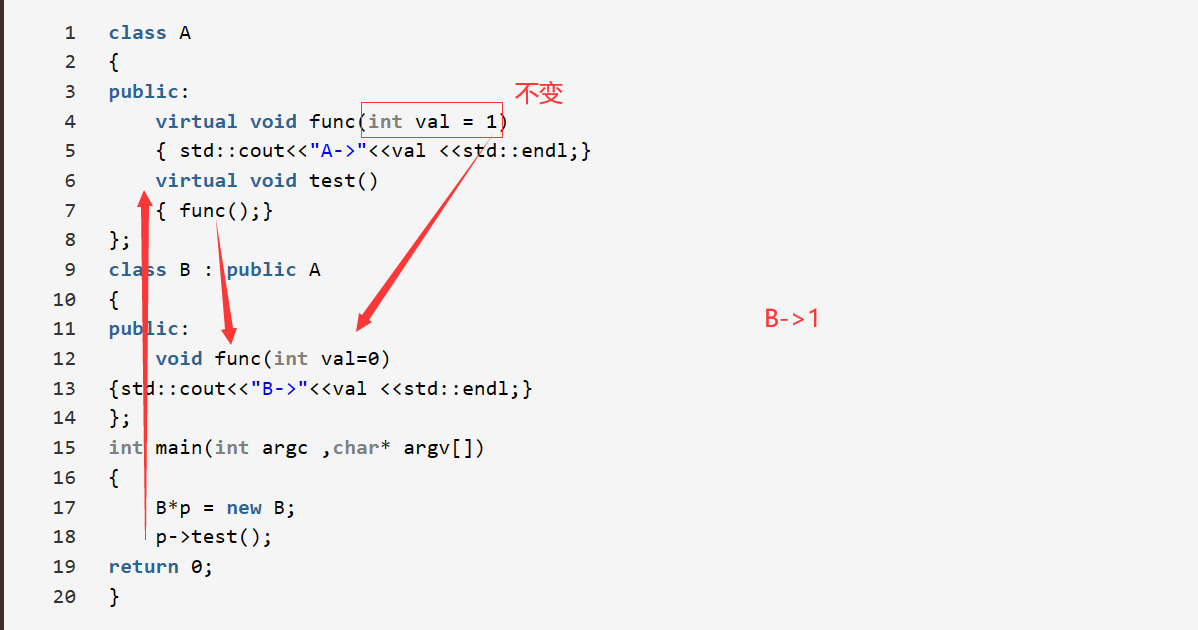 1 class A
2 {
3 public:
不变
4 virtual void func(int val = 1)
5 { std::cout<<"A->"<<val <<std::endl;}
6 virtual void test()
7 { func();}
8 };
9 class B : public A
10 {
11 public:
B->1
12 void func(int val=0)
13 {std::cout<<"B->"<<val <<std::endl;}
14 };
15 int main(int argc ,char* argv[])
16 {
17 B*p = new B;
18 p->test();
19 return 0;
20 }